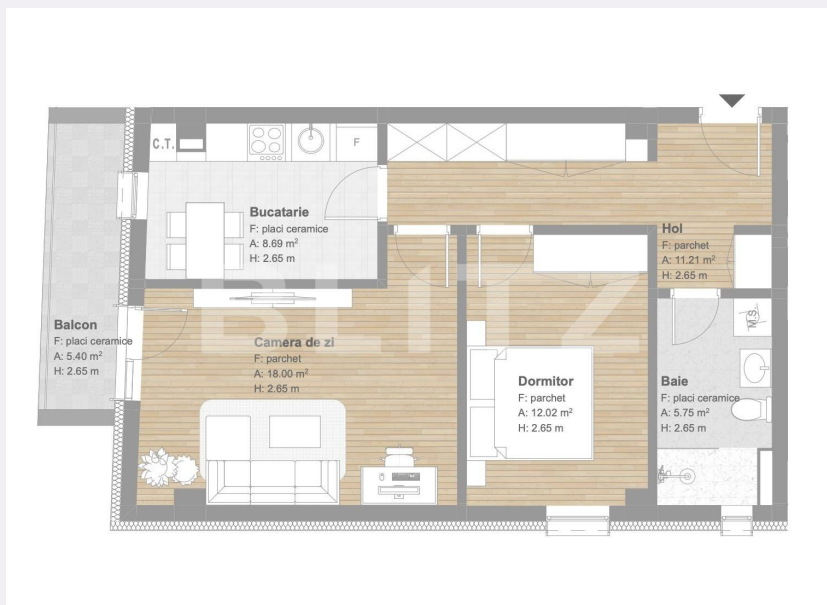 C.T.
F
Bucatarie
F: placi ceramice
A: 8.69 m²
H: 2.65 m
Hol
F: parchet
A: 11.21 m²
H: 2.65 m
BLITZ
Balcon
F: placi ceramice
A: 5.40 m²
H: 2.65 m
Camera de zi
F: parchet
A: 18.00 m²
H: 2.65 m
M.S.
Dormitor
F: parchet
A: 12.02 m²
H: 2.65 m
Baie
F: placi ceramice
A: 5.75 m²
H: 2.65 m